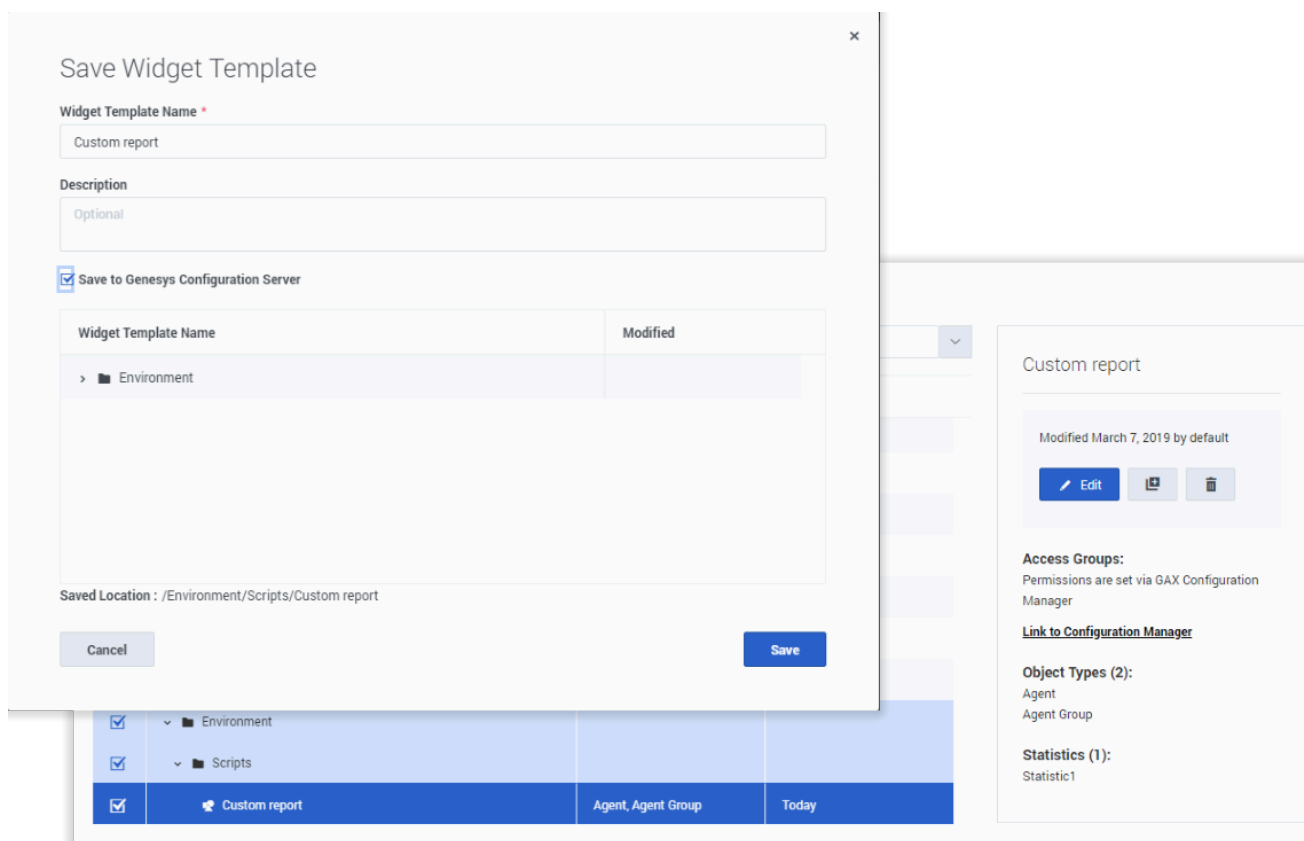 ×
Save Widget Template
Widget Template Name *
Custom report
Description
Optional
Save to Genesys Configuration Server
Widget Template Name Modified
Environment
Saved Location : /Environment/Scripts/Custom report
Cancel Save
Custom report
Modified March 7, 2019 by default
Edit
Access Groups:
Permissions are set via GAX Configuration
Manager
Link to Configuration Manager
Object Types (2):
Agent
Agent Group
Statistics (1):
Statistic1
Environment
Scripts
Custom report Agent, Agent Group Today